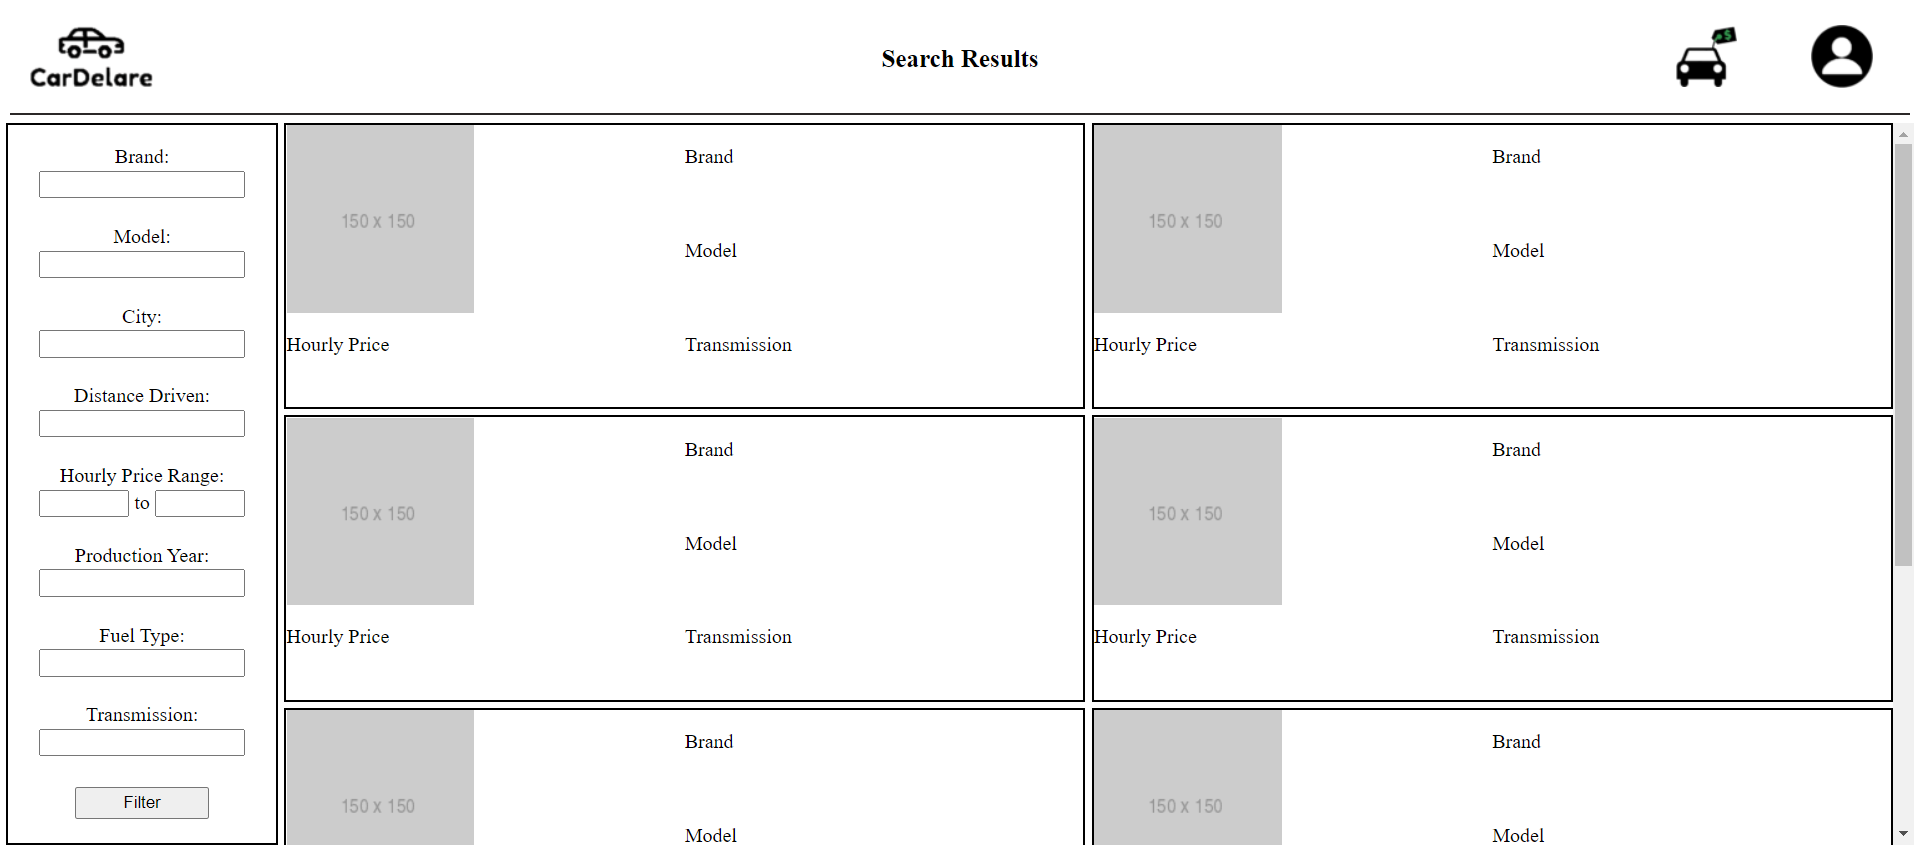 CarDelare
Search Results
$
Brand:
Model:
City:
Distance Driven:
Hourly Price Range:
to
Production Year:
Fuel Type:
Transmission:
Filter
150 x 150
Brand
Model
Hourly Price
Transmission
150 x 150
Brand
Model
Hourly Price
Transmission
150 x 150
Brand
Model
Hourly Price
Transmission
150 x 150
Brand
Model
Hourly Price
Transmission
150 x 150
Brand
Model
150 x 150
Brand
Model